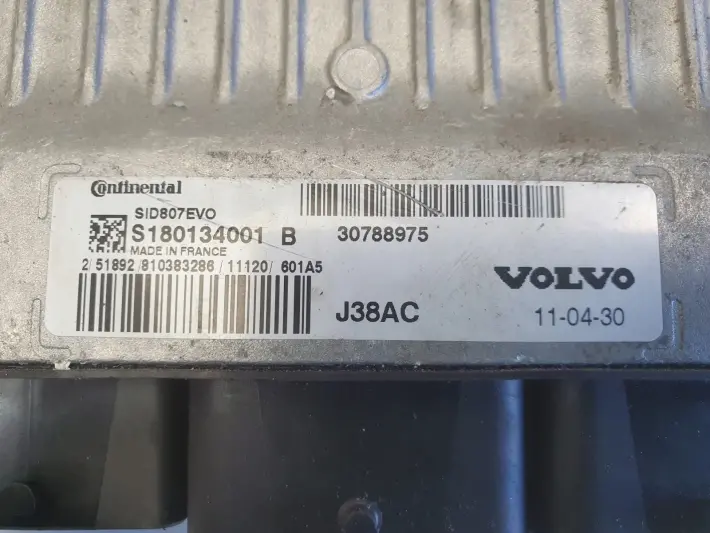 Continental
SID807EVO
S180134001 B
30788975
MADE IN FRANCE
2/51892/810383286/11120/601A5
VOLVO
J38AC
11-04-30